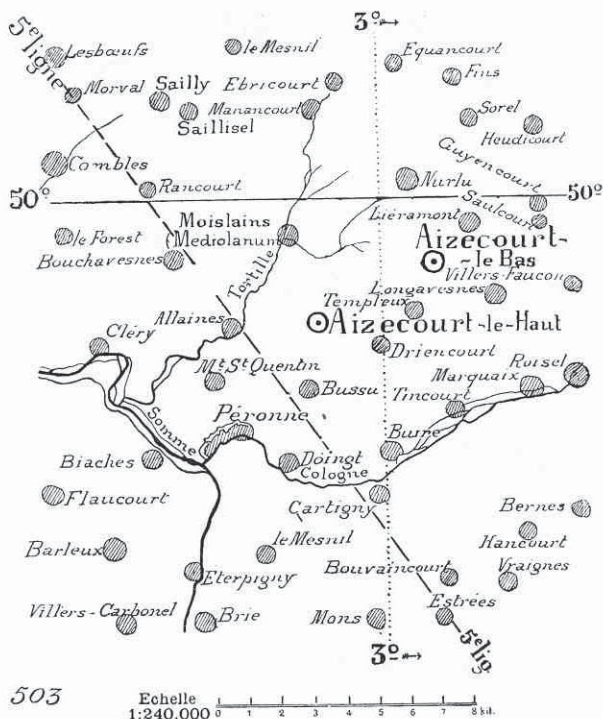 3º
5e ligne
Lesbœufs
le Mesnil
Equancourt
Fins
Morval
Sailly
Ebricourt
Saillisel
Manancourt
Sorel
Heudicourt
Guyencourt
Combles
Rancourt
Nurlu
Saulcourt
50º
50º
Liéramont
le Forest
Moislains
(Mediolanum)
Aizecourt-
-le Bas
Bouchavesnes
Villers-Faucon
Longavesnes
Tortille
Templeux
Allaines
Aizecourt-le-Haut
Cléry
Driencourt
Mt. St Quentin
Bussu
Marquaix
Roisel
Tincourt
Somme
Péronne
Buire
Biaches
Doingt
Cologne
Flaucourt
Cartigny
Bernes
Barleux
le Mesnil
Hancourt
Eterpigny
Bouvaincourt
Vraignes
Villers-Carbonel
Brie
Mons
Estrées
3º
5e lig
503
Echelle
1:240.000
0 1 2 3 4 5 6 7 8 kil.